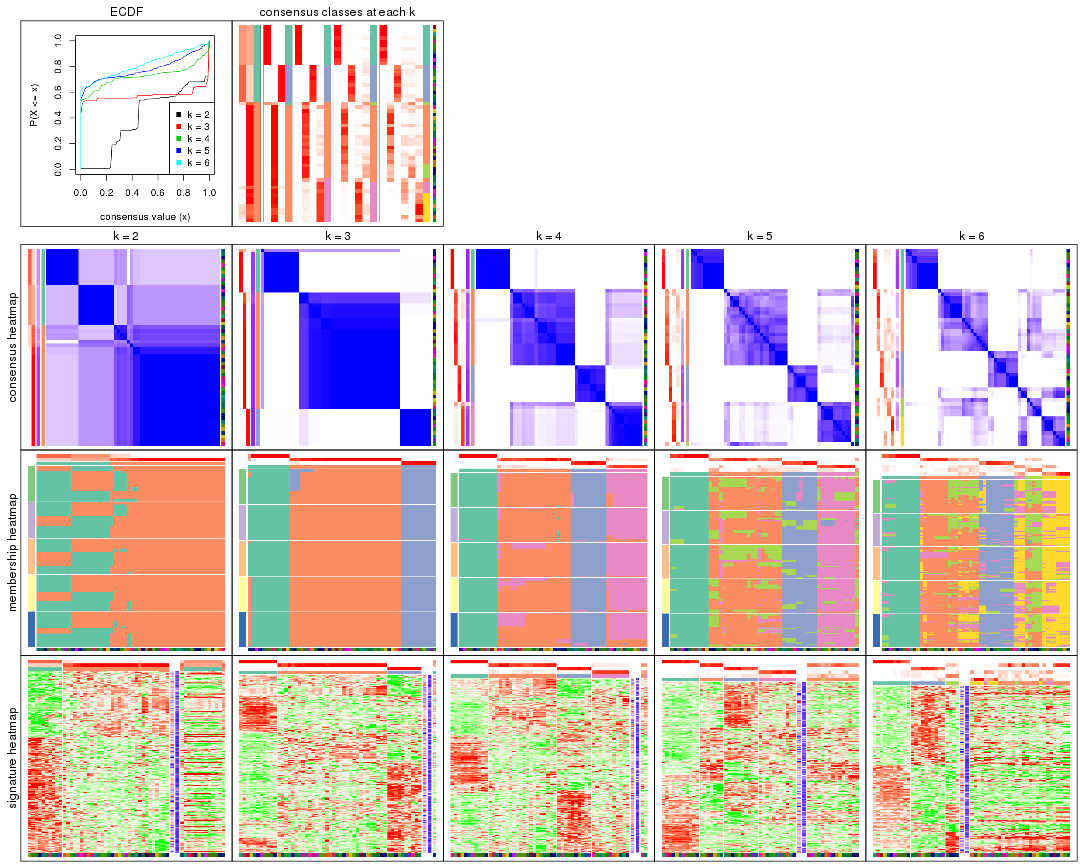 ECDF
consensus classes at each k
P(X <= x)
0.0 0.2 0.4 0.6 0.8 1.0
k = 2
k = 3
k = 4
k = 5
k = 6
0.0 0.2 0.4 0.6 0.8 1.0
consensus value (x)
k = 2 k = 3 k = 4 k = 5 k = 6
consensus heatmap
membership heatmap
signature heatmap